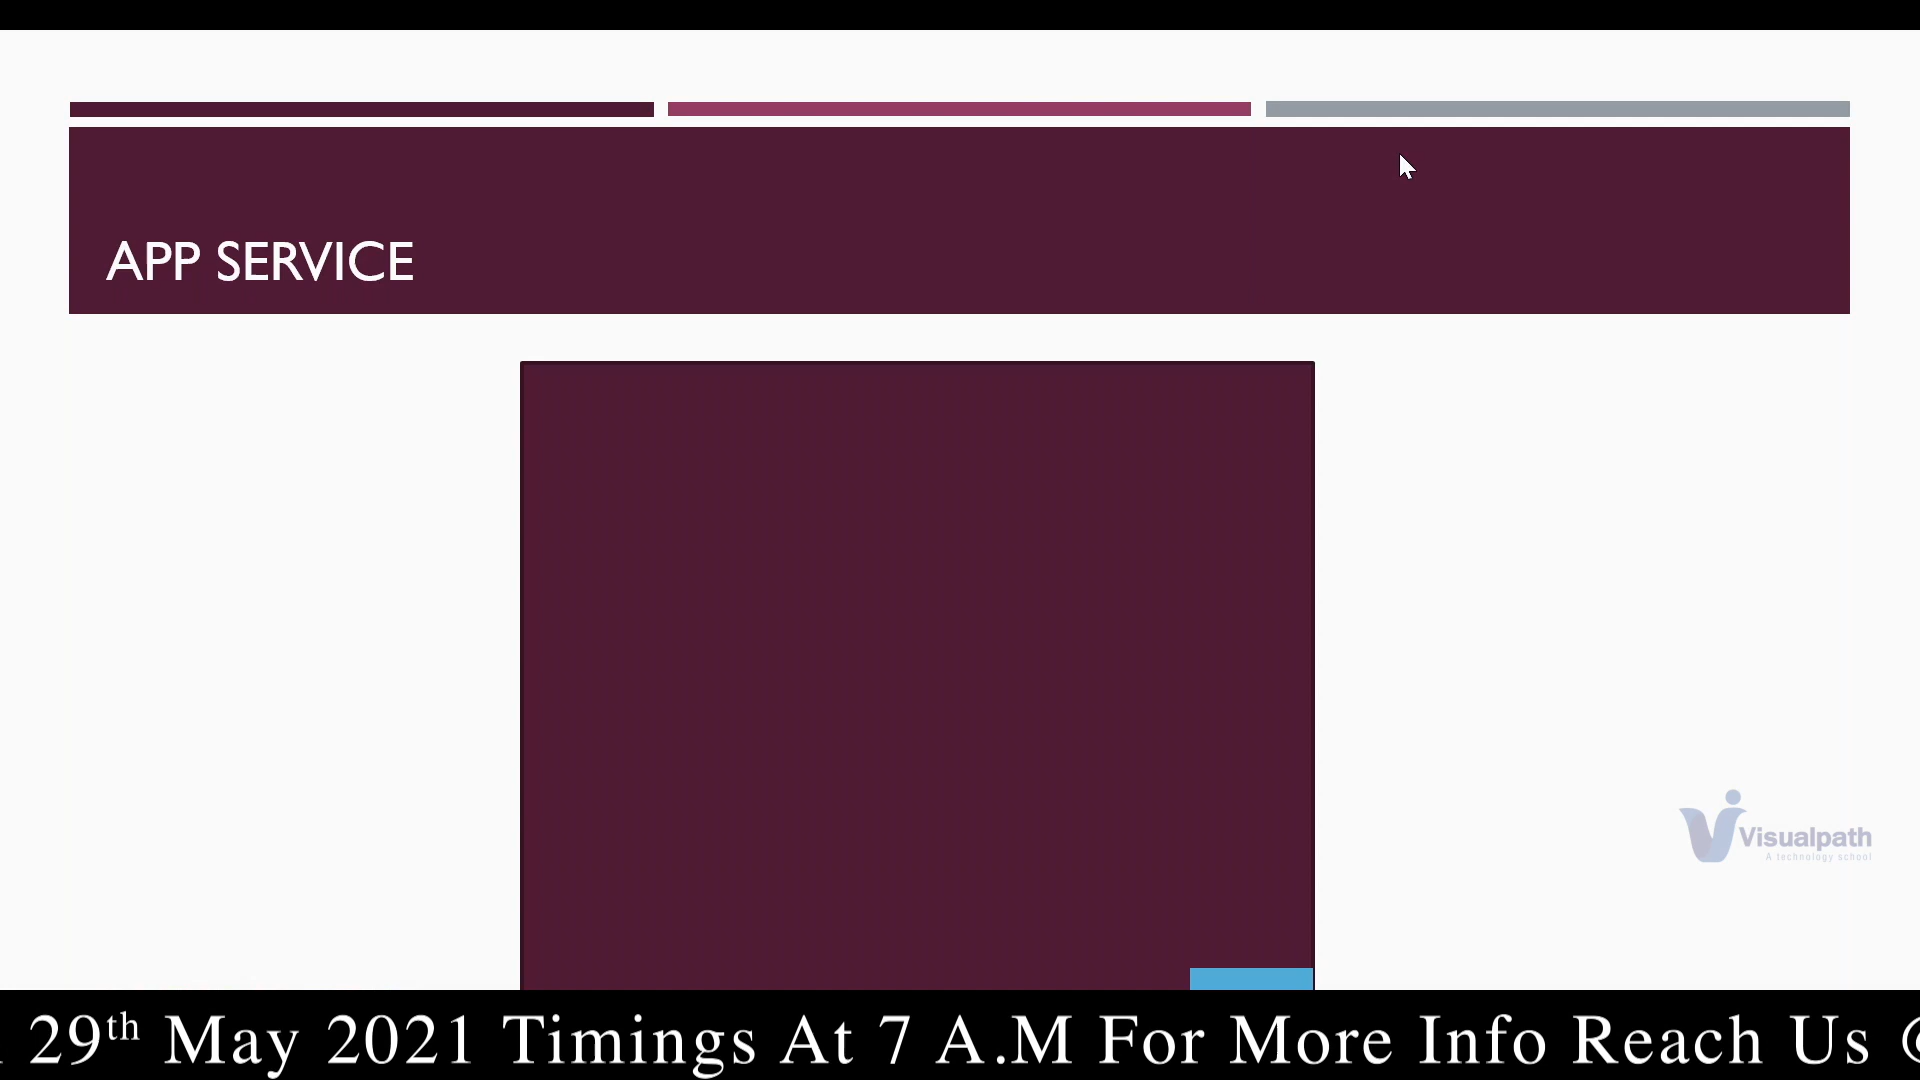 APP SERVICE
Visualpath
A technology school
29th May 2021 Timings At 7 A.M For More Info Reach Us @